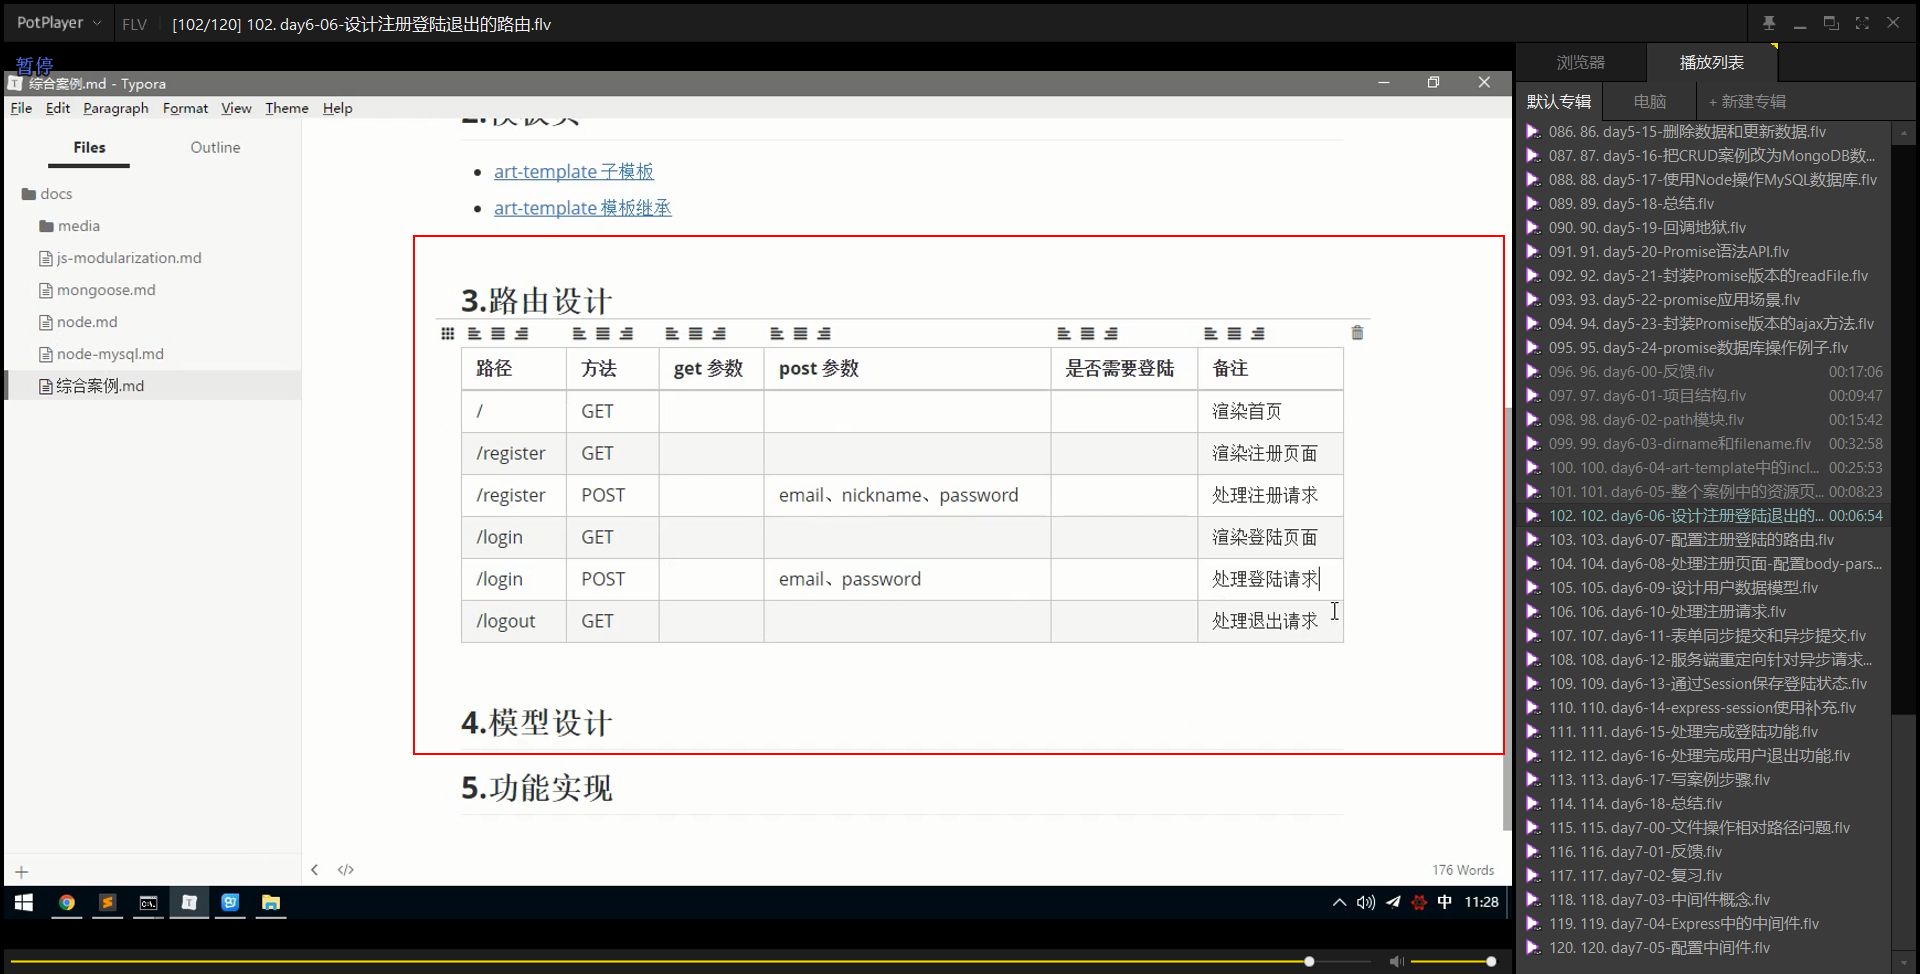 PotPlayer
FLV
[102/120] 102. day6-06-设计注册登陆退出的路由.flv
暂停
综合案例.md - Typora
File Edit Paragraph Format View Theme Help
Files Outline
docs
media
js-modularization.md
mongoose.md
node.md
node-mysql.md
综合案例.md
2.模板页
art-template 子模板
art-template 模板继承
3.路由设计
路径 方法 get 参数 post 参数 是否需要登陆 备注
/ GET 渲染首页
/register GET 渲染注册页面
/register POST email、nickname、password 处理注册请求
/login GET 渲染登陆页面
/login POST email、password 处理登陆请求
/logout GET 处理退出请求
4.模型设计
5.功能实现
176 Words
中 11:28
浏览器 播放列表
默认专辑 电脑 + 新建专辑
086. 86. day5-15-删除数据和更新数据.flv
087. 87. day5-16-把CRUD案例改为MongoDB数...
088. 88. day5-17-使用Node操作MySQL数据库.flv
089. 89. day5-18-总结.flv
090. 90. day5-19-回调地狱.flv
091. 91. day5-20-Promise语法API.flv
092. 92. day5-21-封装Promise版本的readFile.flv
093. 93. day5-22-promise应用场景.flv
094. 94. day5-23-封装Promise版本的ajax方法.flv
095. 95. day5-24-promise数据库操作例子.flv
096. 96. day6-00-反馈.flv 00:17:06
097. 97. day6-01-项目结构.flv 00:09:47
098. 98. day6-02-path模块.flv 00:15:42
099. 99. day6-03-dirname和filename.flv 00:32:58
100. 100. day6-04-art-template中的incl... 00:25:53
101. 101. day6-05-整个案例中的资源页... 00:08:23
102. 102. day6-06-设计注册登陆退出的... 00:06:54
103. 103. day6-07-配置注册登陆的路由.flv
104. 104. day6-08-处理注册页面-配置body-pars...
105. 105. day6-09-设计用户数据模型.flv
106. 106. day6-10-处理注册请求.flv
107. 107. day6-11-表单同步提交和异步提交.flv
108. 108. day6-12-服务端重定向针对异步请求...
109. 109. day6-13-通过Session保存登陆状态.flv
110. 110. day6-14-express-session使用补充.flv
111. 111. day6-15-处理完成登陆功能.flv
112. 112. day6-16-处理完成用户退出功能.flv
113. 113. day6-17-写案例步骤.flv
114. 114. day6-18-总结.flv
115. 115. day7-00-文件操作相对路径问题.flv
116. 116. day7-01-反馈.flv
117. 117. day7-02-复习.flv
118. 118. day7-03-中间件概念.flv
119. 119. day7-04-Express中的中间件.flv
120. 120. day7-05-配置中间件.flv